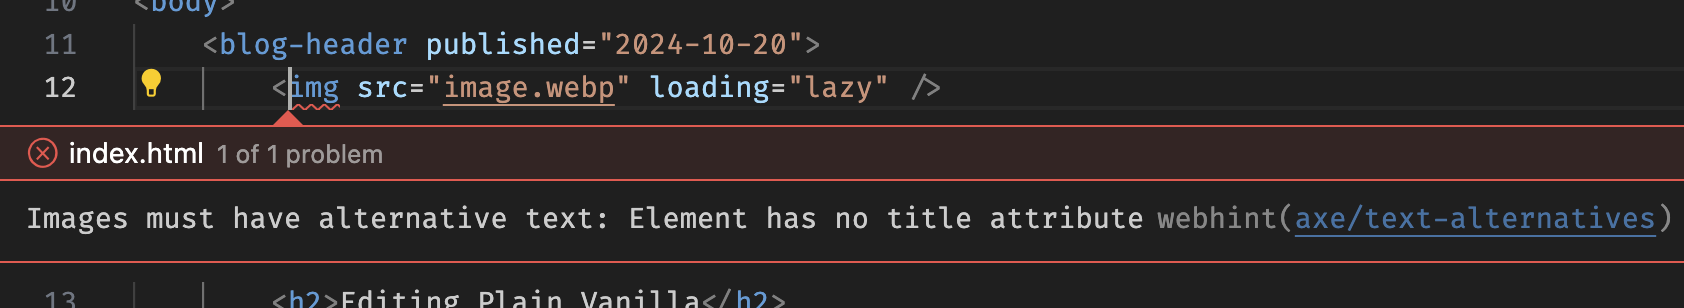 10 <body>
11 <blog-header published="2024-10-20">
12 <img src="image.webp" loading="lazy" />
index.html 1 of 1 problem
Images must have alternative text: Element has no title attribute webhint(axe/text-alternatives)
13 <h2>Editing Plain Vanilla</h2>